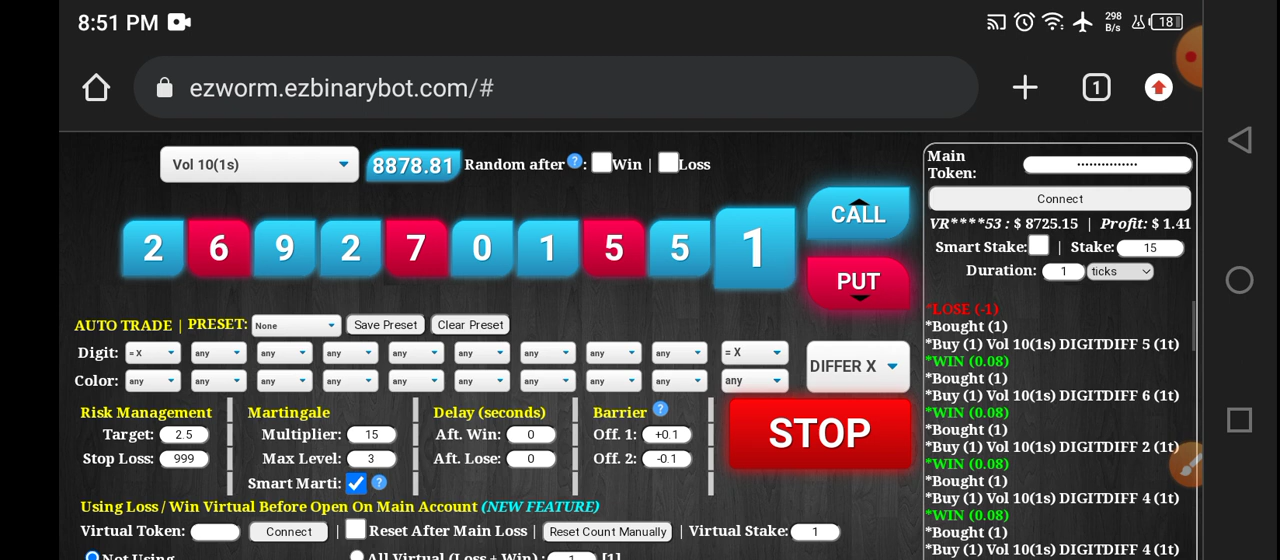 8:51 PM 298 B/s 18
ezworm.ezbinarybot.com/# 1
Vol 10(1s) 8878.81 Random after ? : Win | Loss
2 6 9 2 7 0 1 5 5 1
CALL
PUT
AUTO TRADE | PRESET: None Save Preset Clear Preset
Digit: = X any any any any any any any any = X
DIFFER X
Color: any any any any any any any any any any
Risk Management Martingale Delay (seconds) Barrier ?
Target: 2.5 Multiplier: 15 Aft. Win: 0 Off. 1: +0.1
Stop Loss: 999 Max Level: 3 Aft. Lose: 0 Off. 2: -0.1
Smart Marti: ?
STOP
Using Loss / Win Virtual Before Open On Main Account (NEW FEATURE)
Virtual Token: Connect | Reset After Main Loss | Reset Count Manually | Virtual Stake: 1
Not Using All Virtual (Loss + Win) : 1 [1]
Main
Token: ···············
Connect
VR****53 : $ 8725.15 | Profit: $ 1.41
Smart Stake: | Stake: 15
Duration: 1 ticks
*LOSE (-1)
*Bought (1)
*Buy (1) Vol 10(1s) DIGITDIFF 5 (1t)
*WIN (0.08)
*Bought (1)
*Buy (1) Vol 10(1s) DIGITDIFF 6 (1t)
*WIN (0.08)
*Bought (1)
*Buy (1) Vol 10(1s) DIGITDIFF 2 (1t)
*WIN (0.08)
*Bought (1)
*Buy (1) Vol 10(1s) DIGITDIFF 4 (1t)
*WIN (0.08)
*Bought (1)
*Buy (1) Vol 10(1s) DIGITDIFF 4 (1t)